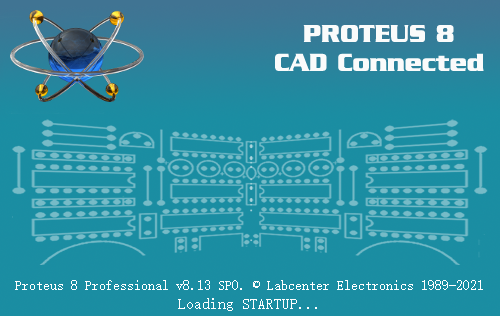 PROTEUS 8
CAD Connected
Proteus 8 Professional v8.13 SP0. © Labcenter Electronics 1989-2021
Loading STARTUP...